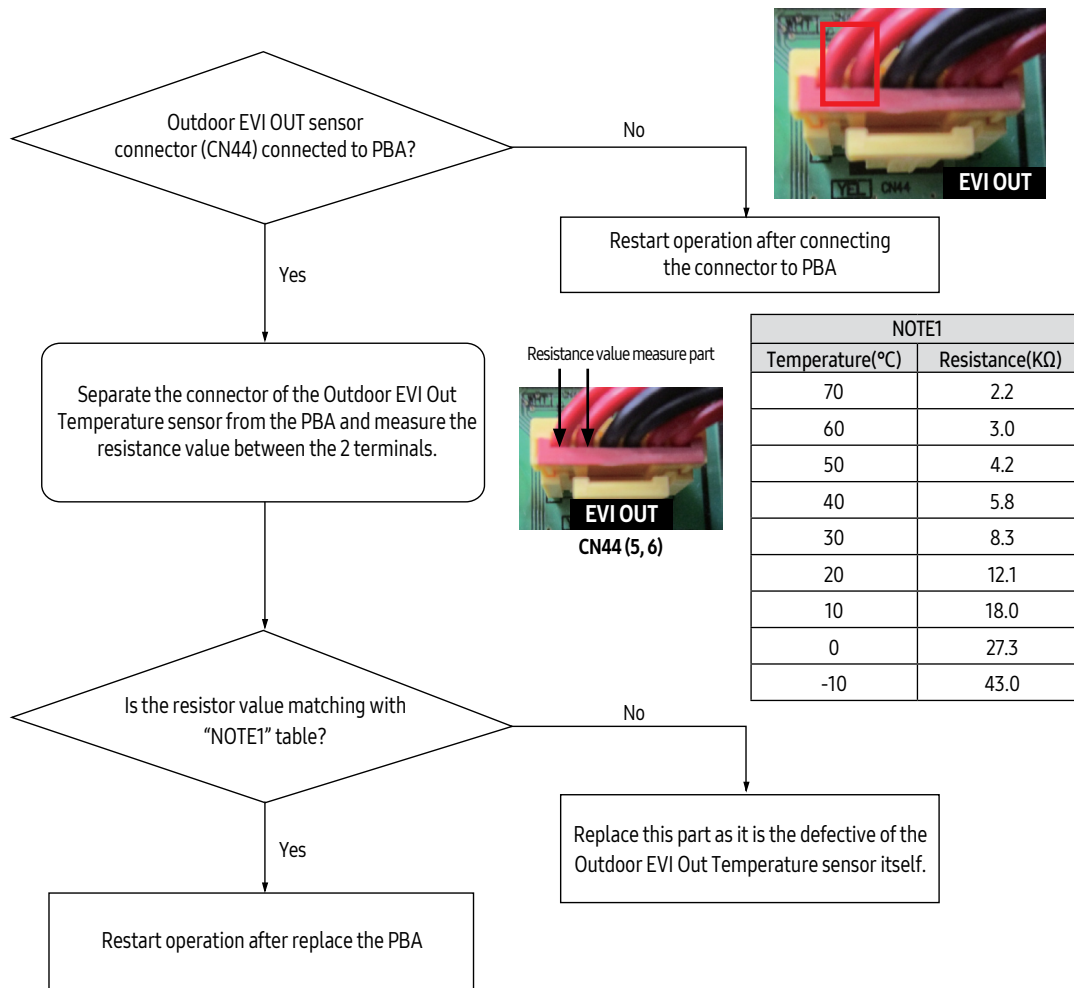 Outdoor EVI OUT sensor
connector (CN44) connected to PBA?
No
YEL CN44
EVI OUT
Restart operation after connecting
the connector to PBA
Yes
Separate the connector of the Outdoor EVI Out
Temperature sensor from the PBA and measure the
resistance value between the 2 terminals.
Resistance value measure part
EVI OUT
CN44 (5, 6)
NOTE1
Temperature(°C) Resistance(KΩ)
70 2.2
60 3.0
50 4.2
40 5.8
30 8.3
20 12.1
10 18.0
0 27.3
-10 43.0
Is the resistor value matching with
“NOTE1” table?
No
Replace this part as it is the defective of the
Outdoor EVI Out Temperature sensor itself.
Yes
Restart operation after replace the PBA